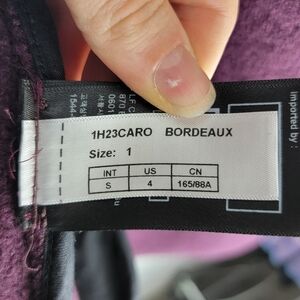 1H23CARO BORDEAUX
Size: 1
INT US CN
S 4 165/88A
imported by: